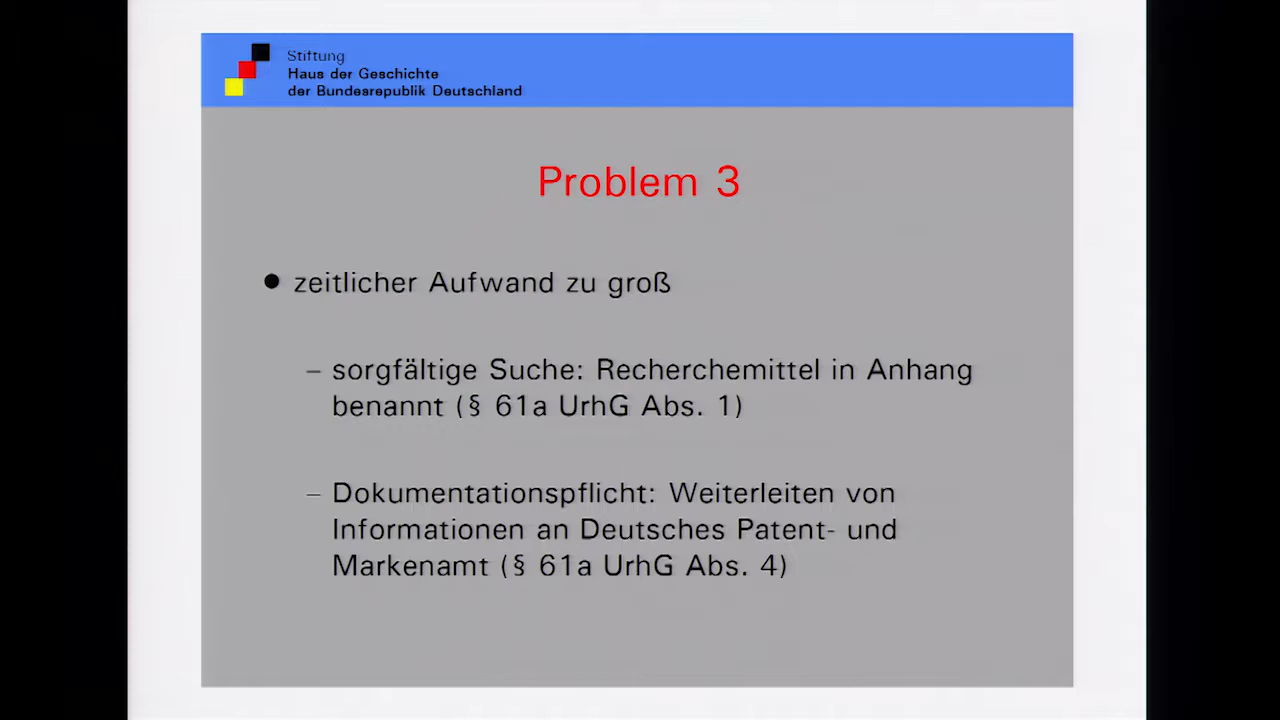 Stiftung
Haus der Geschichte
der Bundesrepublik Deutschland
Problem 3
● zeitlicher Aufwand zu groß
– sorgfältige Suche: Recherchemittel in Anhang
benannt (§ 61a UrhG Abs. 1)
– Dokumentationspflicht: Weiterleiten von
Informationen an Deutsches Patent- und
Markenamt (§ 61a UrhG Abs. 4)